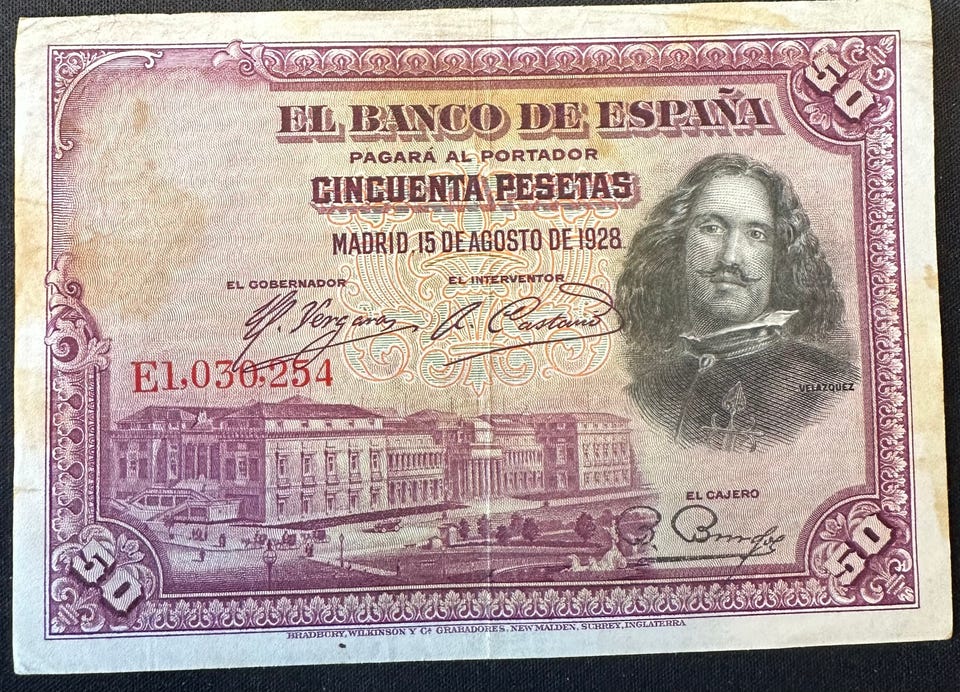 50
EL BANCO DE ESPAÑA
PAGARÁ AL PORTADOR
CINCUENTA PESETAS
MADRID, 15 DE AGOSTO DE 1928
EL GOBERNADOR EL INTERVENTOR
E1,030,254
VELAZQUEZ
EL CAJERO
50 50
BRADBURY, WILKINSON Y Cª GRABADORES, NEW MALDEN, SURREY, INGLATERRA